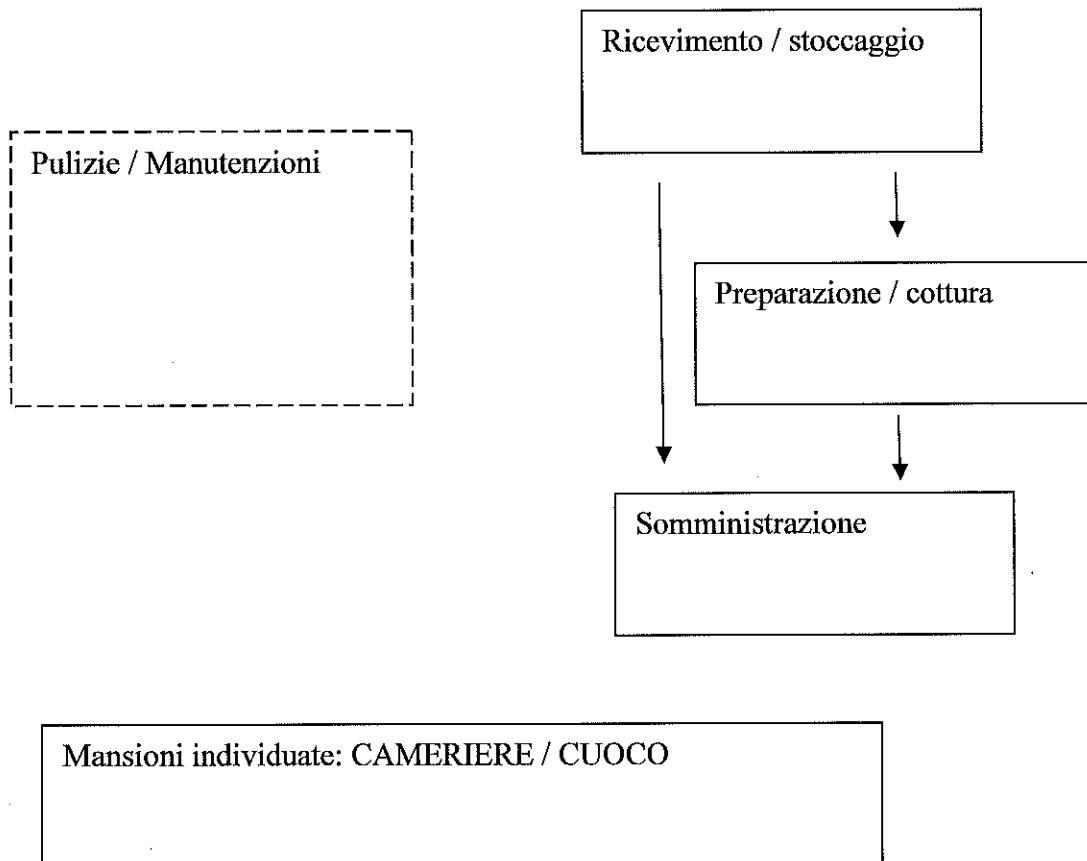 Ricevimento / stoccaggio
Pulizie / Manutenzioni
Preparazione / cottura
Somministrazione
Mansioni individuate: CAMERIERE / CUOCO